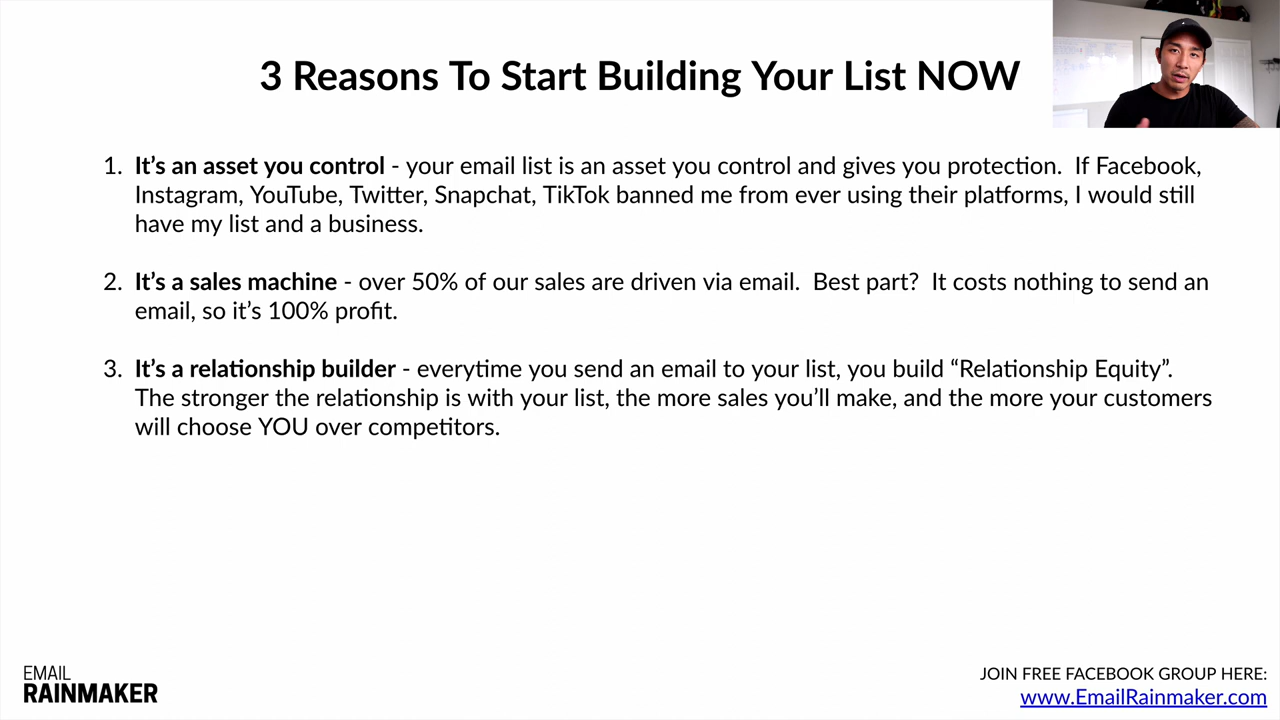 3 Reasons To Start Building Your List NOW
1. It’s an asset you control - your email list is an asset you control and gives you protection.  If Facebook,
Instagram, YouTube, Twitter, Snapchat, TikTok banned me from ever using their platforms, I would still
have my list and a business.
2. It’s a sales machine - over 50% of our sales are driven via email.  Best part?  It costs nothing to send an
email, so it’s 100% profit.
3. It’s a relationship builder - everytime you send an email to your list, you build “Relationship Equity”.
The stronger the relationship is with your list, the more sales you’ll make, and the more your customers
will choose YOU over competitors.
EMAIL
RAINMAKER
JOIN FREE FACEBOOK GROUP HERE:
www.EmailRainmaker.com